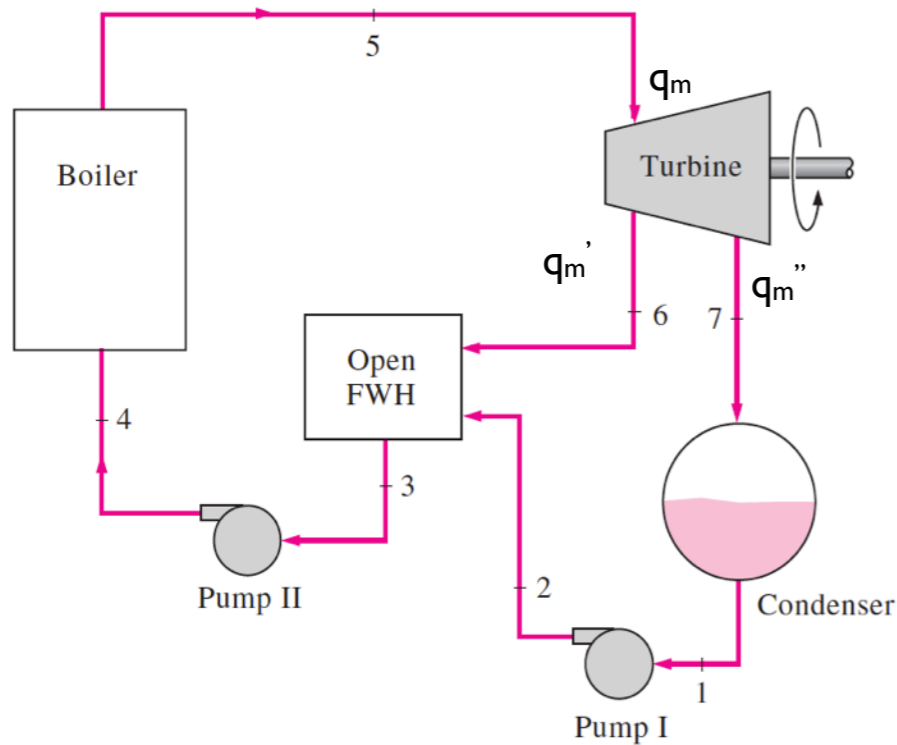 5
qm
Boiler
Turbine
qm’
qm”
6
7
Open
FWH
4
3
2
Pump II
Condenser
1
Pump I